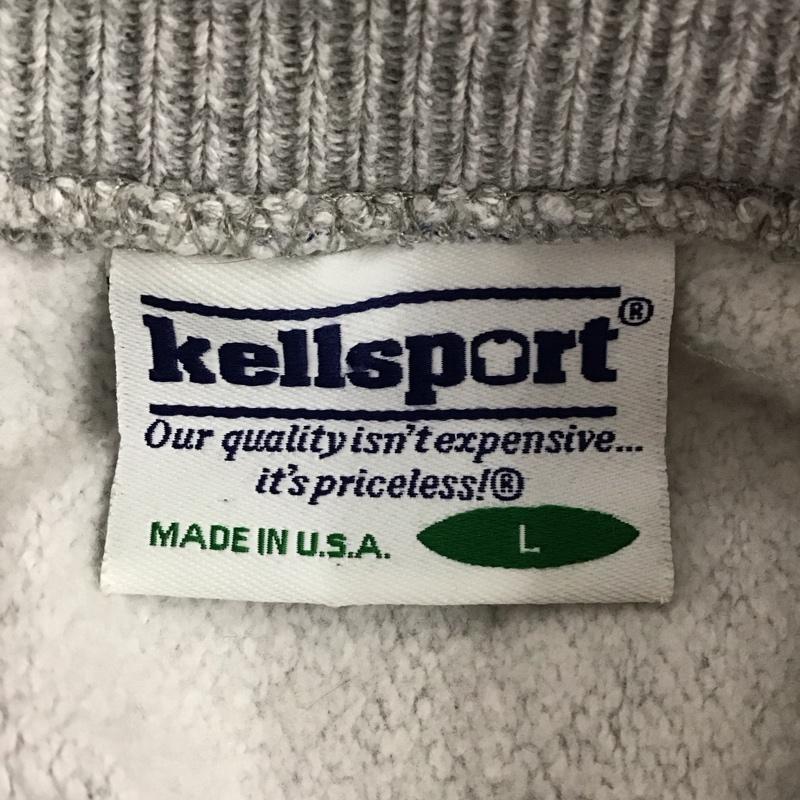 kellsport®
Our quality isn't expensive...
it's priceless!®
MADE IN U.S.A. L